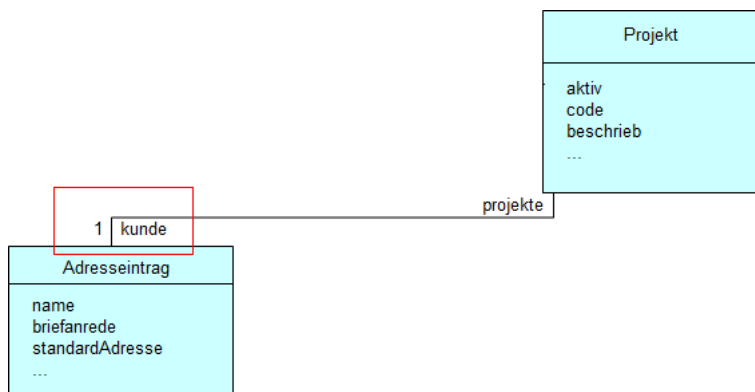 Projekt
aktiv
code
beschrieb
...
projekte
1 kunde
Adresseintrag
name
briefanrede
standardAdresse
...